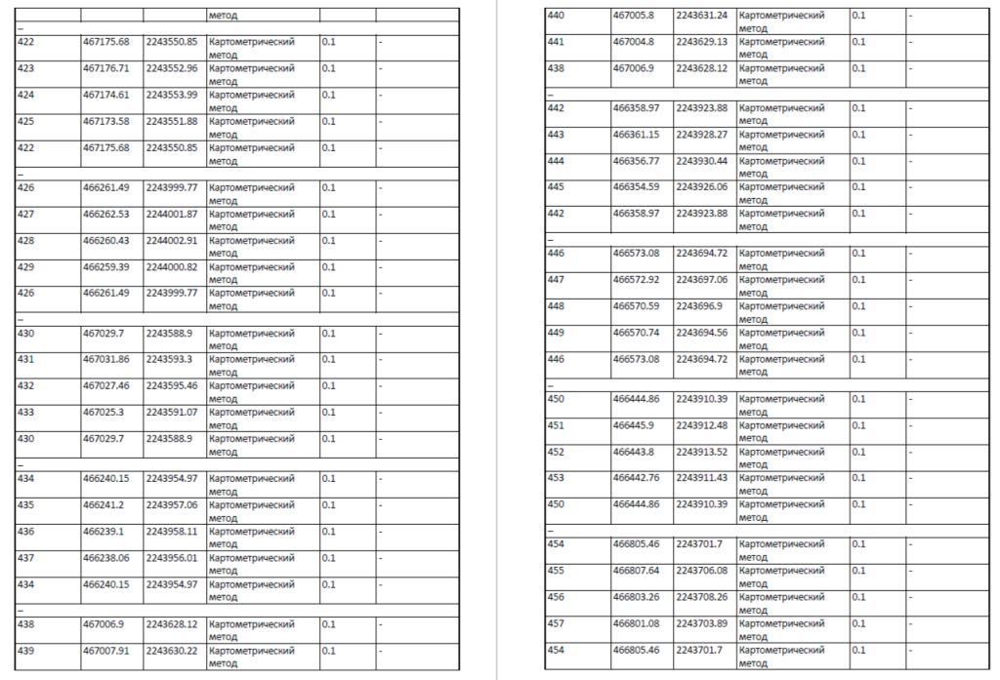 метод
–
422 467175.68 2243550.85 Картометрический 0.1 -
метод
423 467176.71 2243552.96 Картометрический 0.1 -
метод
424 467174.61 2243553.99 Картометрический 0.1 -
метод
425 467173.58 2243551.88 Картометрический 0.1 -
метод
422 467175.68 2243550.85 Картометрический 0.1 -
метод
–
426 466261.49 2243999.77 Картометрический 0.1 -
метод
427 466262.53 2244001.87 Картометрический 0.1 -
метод
428 466260.43 2244002.91 Картометрический 0.1 -
метод
429 466259.39 2244000.82 Картометрический 0.1 -
метод
426 466261.49 2243999.77 Картометрический 0.1 -
метод
–
430 467029.7 2243588.9 Картометрический 0.1 -
метод
431 467031.86 2243593.3 Картометрический 0.1 -
метод
432 467027.46 2243595.46 Картометрический 0.1 -
метод
433 467025.3 2243591.07 Картометрический 0.1 -
метод
430 467029.7 2243588.9 Картометрический 0.1 -
метод
–
434 466240.15 2243954.97 Картометрический 0.1 -
метод
435 466241.2 2243957.06 Картометрический 0.1 -
метод
436 466239.1 2243958.11 Картометрический 0.1 -
метод
437 466238.06 2243956.01 Картометрический 0.1 -
метод
434 466240.15 2243954.97 Картометрический 0.1 -
метод
–
438 467006.9 2243628.12 Картометрический 0.1 -
метод
439 467007.91 2243630.22 Картометрический 0.1 -
метод
440 467005.8 2243631.24 Картометрический 0.1 -
метод
441 467004.8 2243629.13 Картометрический 0.1 -
метод
438 467006.9 2243628.12 Картометрический 0.1 -
метод
–
442 466358.97 2243923.88 Картометрический 0.1 -
метод
443 466361.15 2243928.27 Картометрический 0.1 -
метод
444 466356.77 2243930.44 Картометрический 0.1 -
метод
445 466354.59 2243926.06 Картометрический 0.1 -
метод
442 466358.97 2243923.88 Картометрический 0.1 -
метод
–
446 466573.08 2243694.72 Картометрический 0.1 -
метод
447 466572.92 2243697.06 Картометрический 0.1 -
метод
448 466570.59 2243696.9 Картометрический 0.1 -
метод
449 466570.74 2243694.56 Картометрический 0.1 -
метод
446 466573.08 2243694.72 Картометрический 0.1 -
метод
–
450 466444.86 2243910.39 Картометрический 0.1 -
метод
451 466445.9 2243912.48 Картометрический 0.1 -
метод
452 466443.8 2243913.52 Картометрический 0.1 -
метод
453 466442.76 2243911.43 Картометрический 0.1 -
метод
450 466444.86 2243910.39 Картометрический 0.1 -
метод
–
454 466805.46 2243701.7 Картометрический 0.1 -
метод
455 466807.64 2243706.08 Картометрический 0.1 -
метод
456 466803.26 2243708.26 Картометрический 0.1 -
метод
457 466801.08 2243703.89 Картометрический 0.1 -
метод
454 466805.46 2243701.7 Картометрический 0.1 -
метод